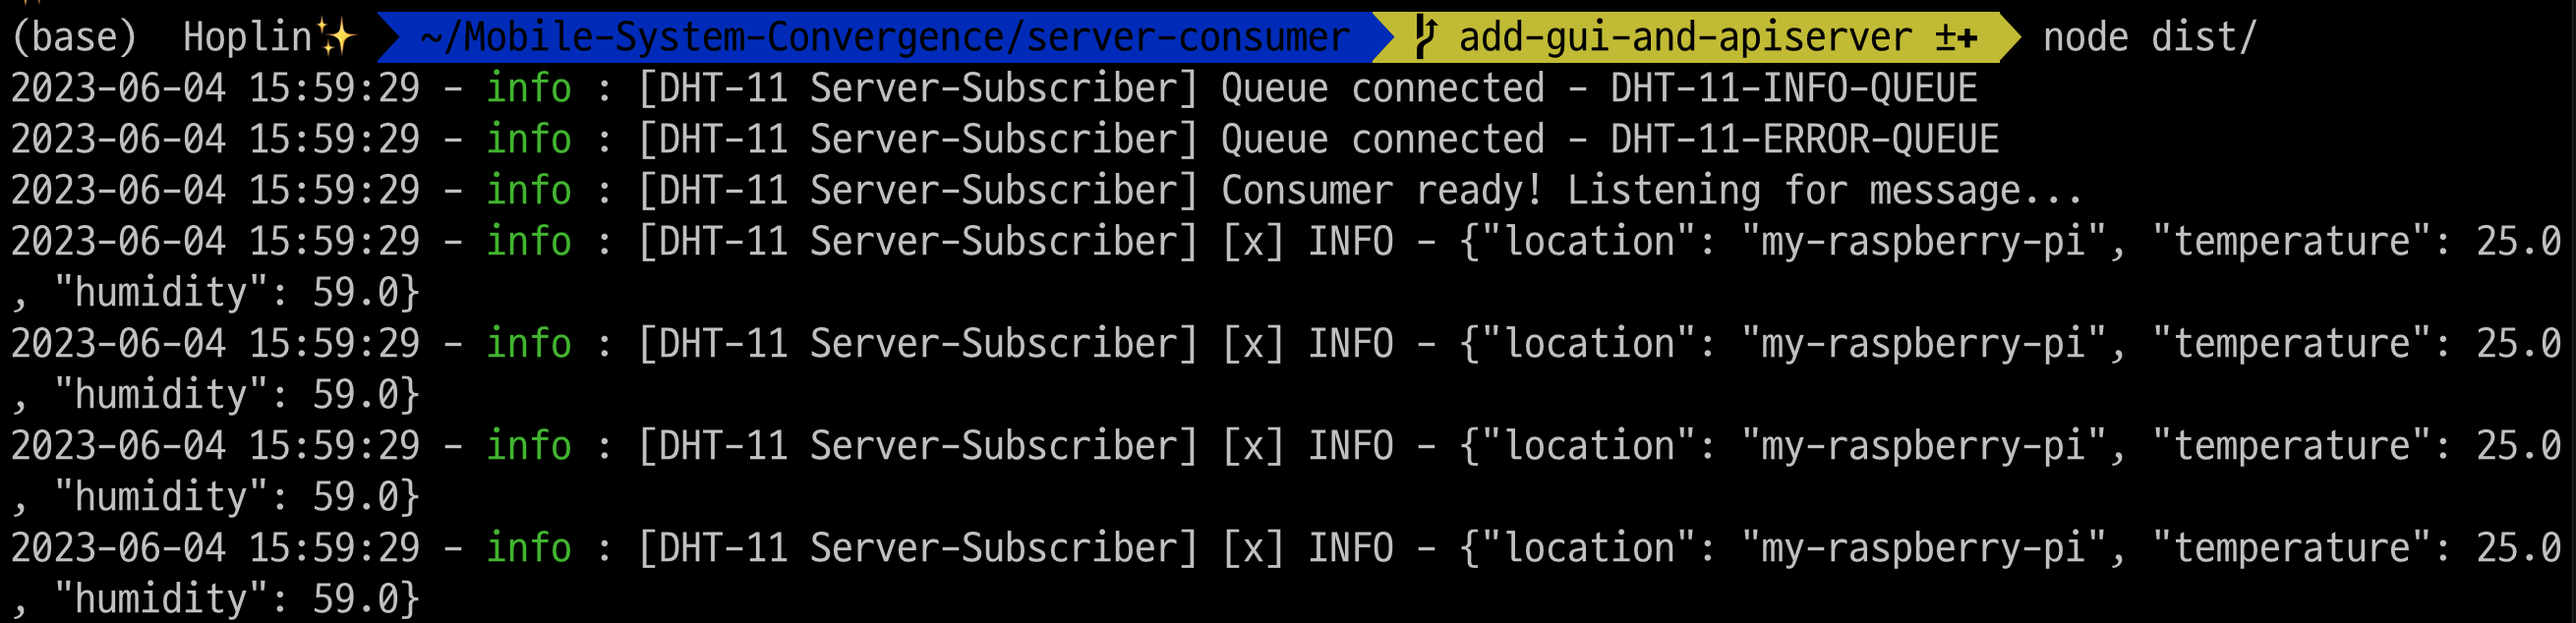 (base) Hoplin✨ ~/Mobile-System-Convergence/server-consumer add-gui-and-apiserver ±✚ node dist/
2023-06-04 15:59:29 - info : [DHT-11 Server-Subscriber] Queue connected - DHT-11-INFO-QUEUE
2023-06-04 15:59:29 - info : [DHT-11 Server-Subscriber] Queue connected - DHT-11-ERROR-QUEUE
2023-06-04 15:59:29 - info : [DHT-11 Server-Subscriber] Consumer ready! Listening for message...
2023-06-04 15:59:29 - info : [DHT-11 Server-Subscriber] [x] INFO - {"location": "my-raspberry-pi", "temperature": 25.0
, "humidity": 59.0}
2023-06-04 15:59:29 - info : [DHT-11 Server-Subscriber] [x] INFO - {"location": "my-raspberry-pi", "temperature": 25.0
, "humidity": 59.0}
2023-06-04 15:59:29 - info : [DHT-11 Server-Subscriber] [x] INFO - {"location": "my-raspberry-pi", "temperature": 25.0
, "humidity": 59.0}
2023-06-04 15:59:29 - info : [DHT-11 Server-Subscriber] [x] INFO - {"location": "my-raspberry-pi", "temperature": 25.0
, "humidity": 59.0}